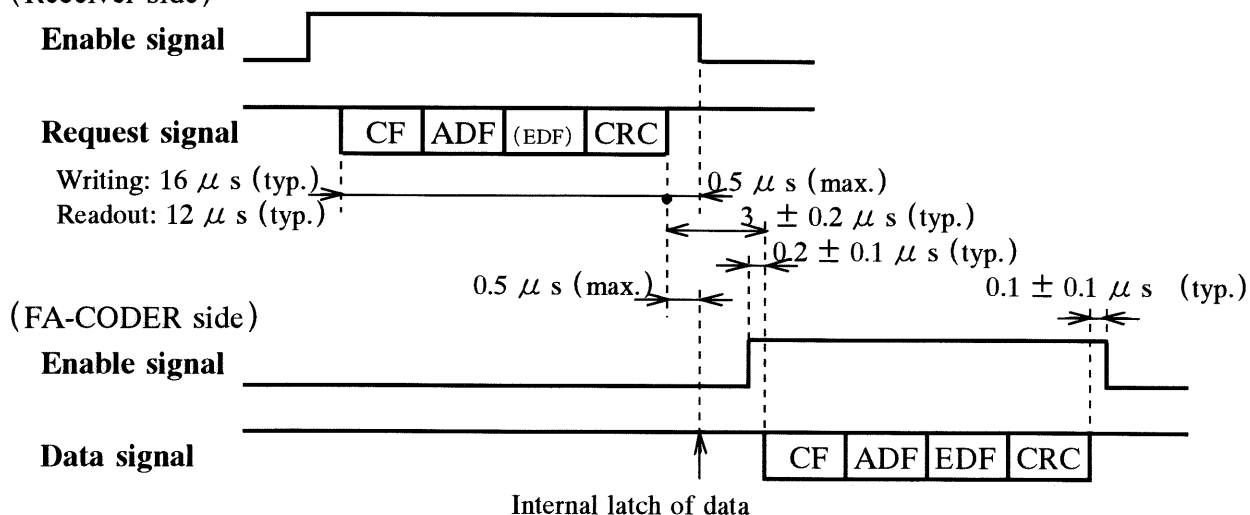 (Receiver side)
Enable signal
Request signal
CF ADF (EDF) CRC
Writing: 16 μ s (typ.)
Readout: 12 μ s (typ.)
0.5 μ s (max.)
3 ± 0.2 μ s (typ.)
0.2 ± 0.1 μ s (typ.)
0.5 μ s (max.)
0.1 ± 0.1 μ s (typ.)
(FA-CODER side)
Enable signal
Data signal
CF ADF EDF CRC
Internal latch of data